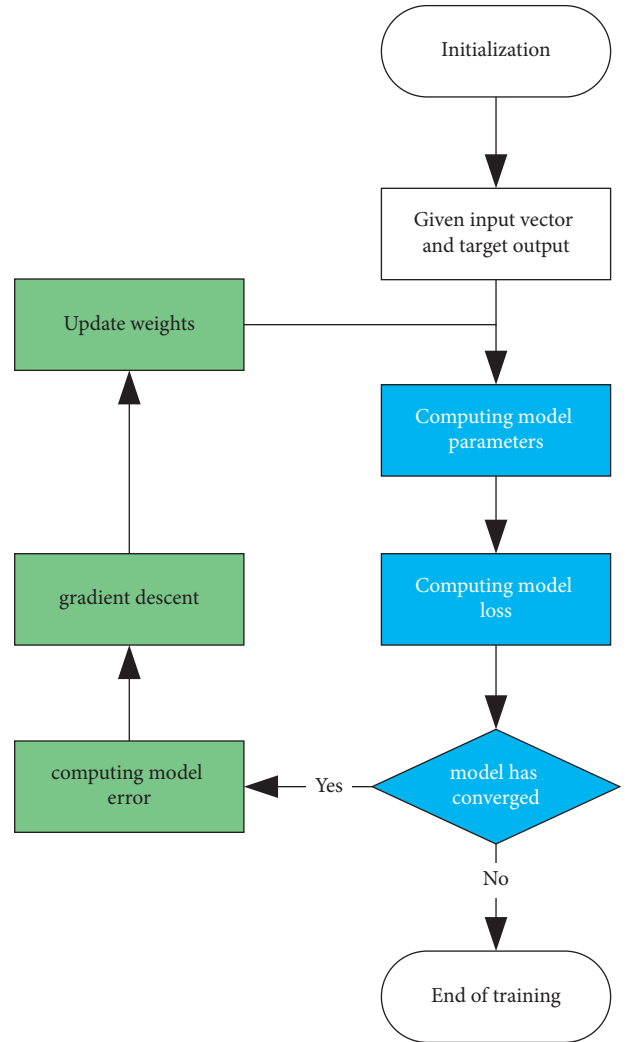 Initialization
Given input vector
and target output
Update weights
Computing model
parameters
gradient descent
Computing model
loss
computing model
error
Yes
model has
converged
No
End of training